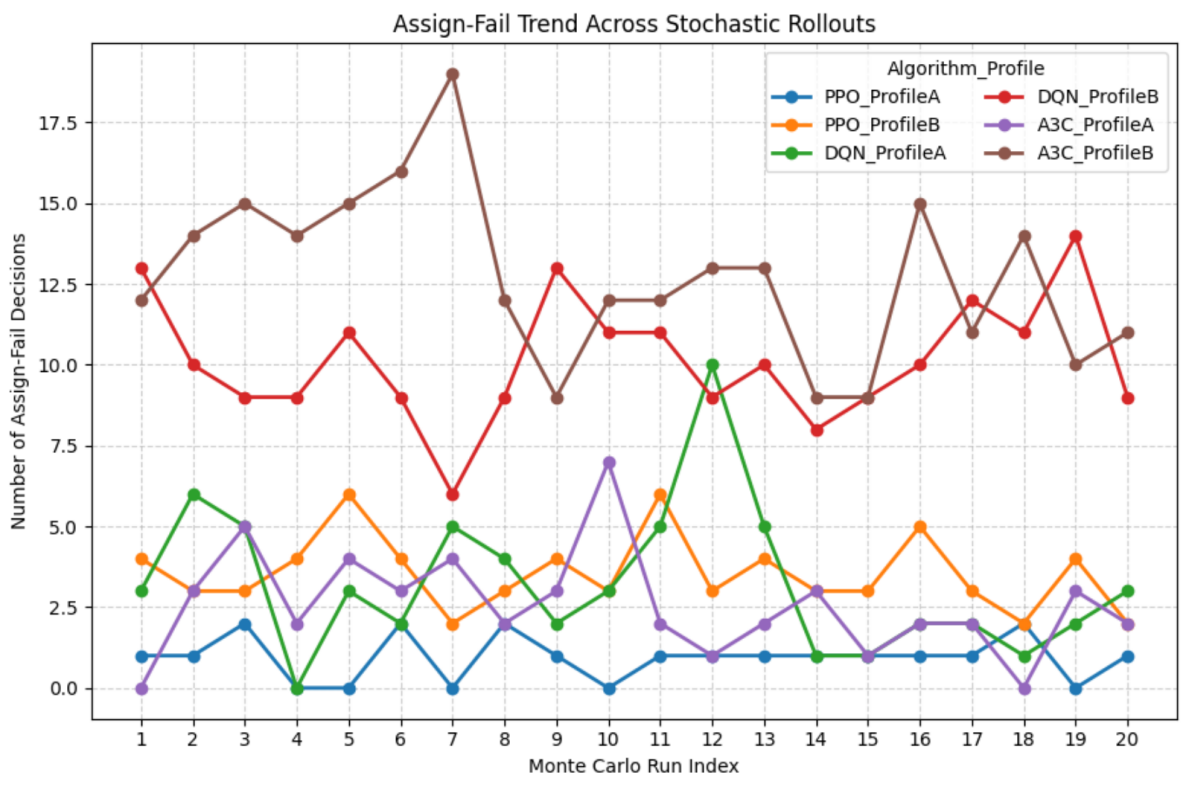 Assign-Fail Trend Across Stochastic Rollouts
Algorithm_Profile
PPO_ProfileA
PPO_ProfileB
DQN_ProfileA
DQN_ProfileB
A3C_ProfileA
A3C_ProfileB
Number of Assign-Fail Decisions
17.5
15.0
12.5
10.0
7.5
5.0
2.5
0.0
1 2 3 4 5 6 7 8 9 10 11 12 13 14 15 16 17 18 19 20
Monte Carlo Run Index